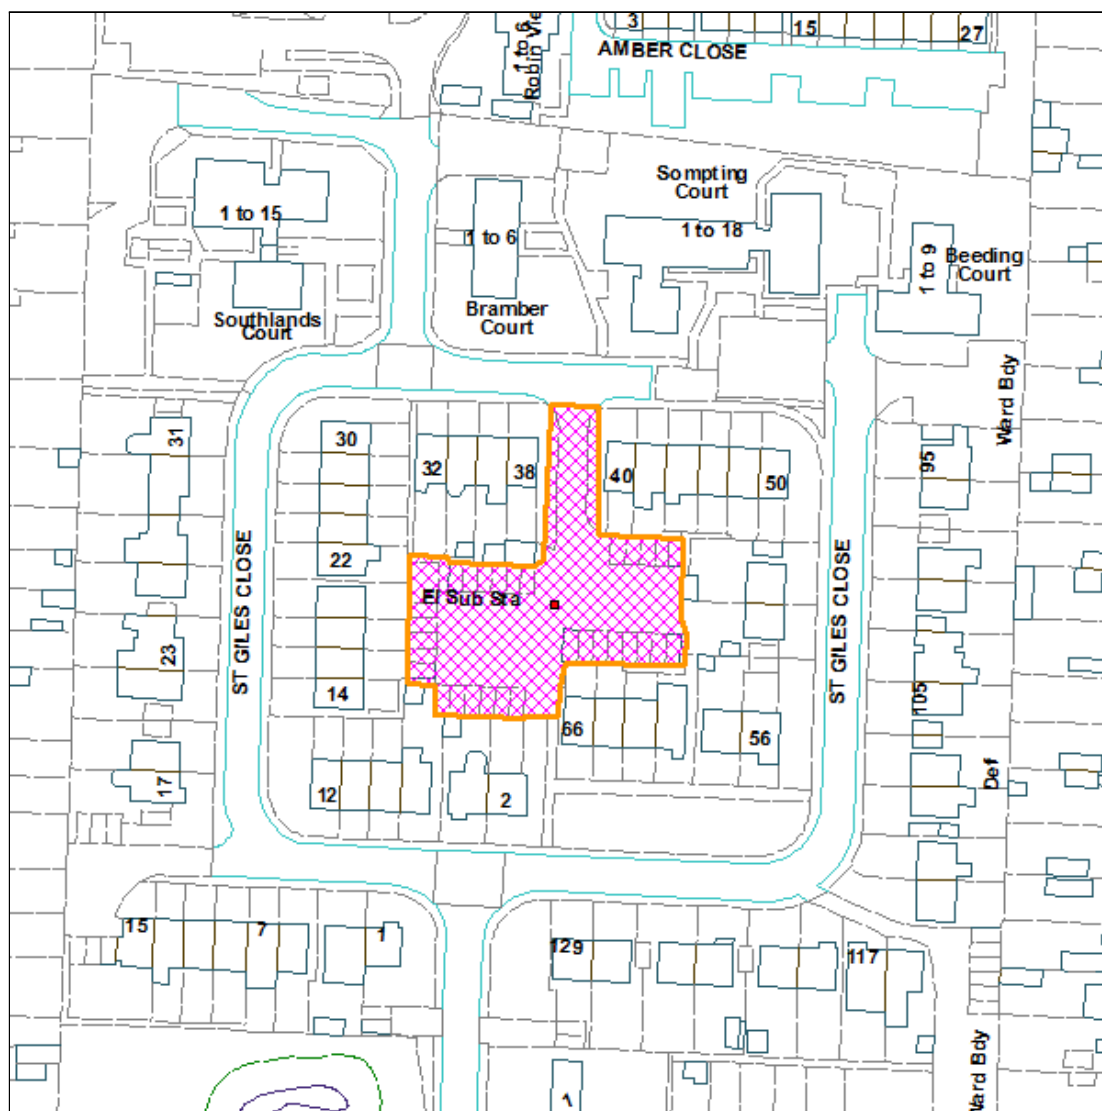 3
15
27
AMBER CLOSE
1 to 6
Robin Vie
Sompting
Court
1 to 15
1 to 6
1 to 18
1 to 9
Beeding
Court
Southlands
Court
Bramber
Court
Ward Bdy
31
30
32
38
40
50
95
22
El Sub Sta
ST GILES CLOSE
ST GILES CLOSE
23
14
105
66
56
17
12
2
Def
15
7
1
129
117
Ward Bdy
1